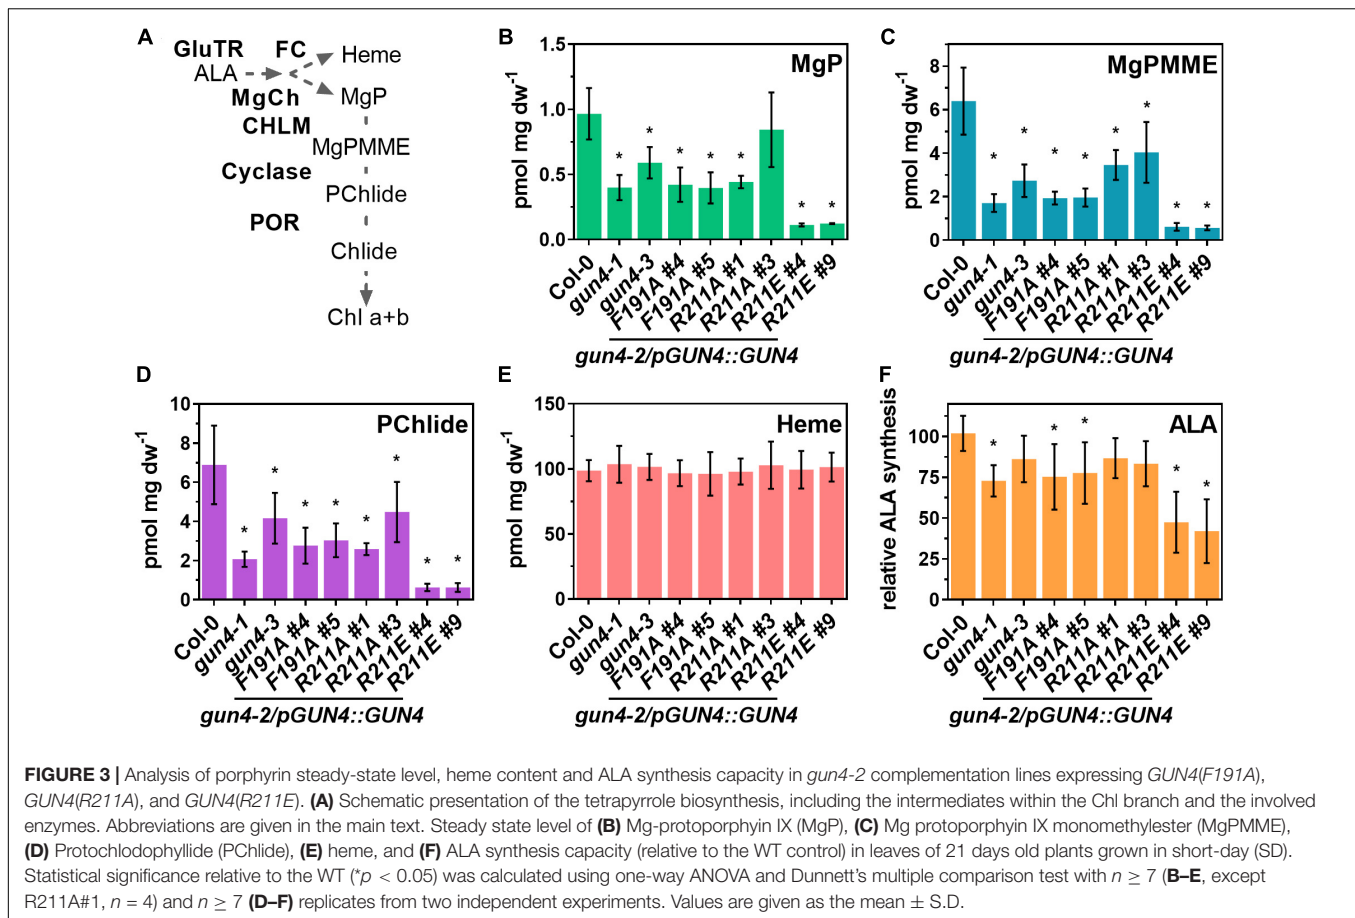 A
GluTR FC
Heme
ALA
MgCh
MgP
CHLM
MgPMME
Cyclase
PChlide
POR
Chlide
Chl a+b
B
MgP
pmol mg dw-1
1.5
1.0
0.5
0.0
* * * * * * *
Col-0
gun4-1
gun4-3
F191A #4
F191A #5
R211A #1
R211A #3
R211E #4
R211E #9
gun4-2/pGUN4::GUN4
C
MgPMME
pmol mg dw-1
8
6
4
2
0
* * * * * * * *
Col-0
gun4-1
gun4-3
F191A #4
F191A #5
R211A #1
R211A #3
R211E #4
R211E #9
gun4-2/pGUN4::GUN4
D
PChlide
pmol mg dw-1
10
8
6
4
2
0
* * * * * * * *
Col-0
gun4-1
gun4-3
F191A #4
F191A #5
R211A #1
R211A #3
R211E #4
R211E #9
gun4-2/pGUN4::GUN4
E
Heme
pmol mg dw-1
150
100
50
0
Col-0
gun4-1
gun4-3
F191A #4
F191A #5
R211A #1
R211A #3
R211E #4
R211E #9
gun4-2/pGUN4::GUN4
F
ALA
relative ALA synthesis
100
75
50
25
0
* * * * *
Col-0
gun4-1
gun4-3
F191A #4
F191A #5
R211A #1
R211A #3
R211E #4
R211E #9
gun4-2/pGUN4::GUN4
FIGURE 3 | Analysis of porphyrin steady-state level, heme content and ALA synthesis capacity in gun4-2 complementation lines expressing GUN4(F191A),
GUN4(R211A), and GUN4(R211E). (A) Schematic presentation of the tetrapyrrole biosynthesis, including the intermediates within the Chl branch and the involved
enzymes. Abbreviations are given in the main text. Steady state level of (B) Mg-protoporphyin IX (MgP), (C) Mg protoporphyin IX monomethylester (MgPMME),
(D) Protochlodophyllide (PChlide), (E) heme, and (F) ALA synthesis capacity (relative to the WT control) in leaves of 21 days old plants grown in short-day (SD).
Statistical significance relative to the WT (*p < 0.05) was calculated using one-way ANOVA and Dunnett's multiple comparison test with n ≥ 7 (B–E, except
R211A#1, n = 4) and n ≥ 7 (D–F) replicates from two independent experiments. Values are given as the mean ± S.D.